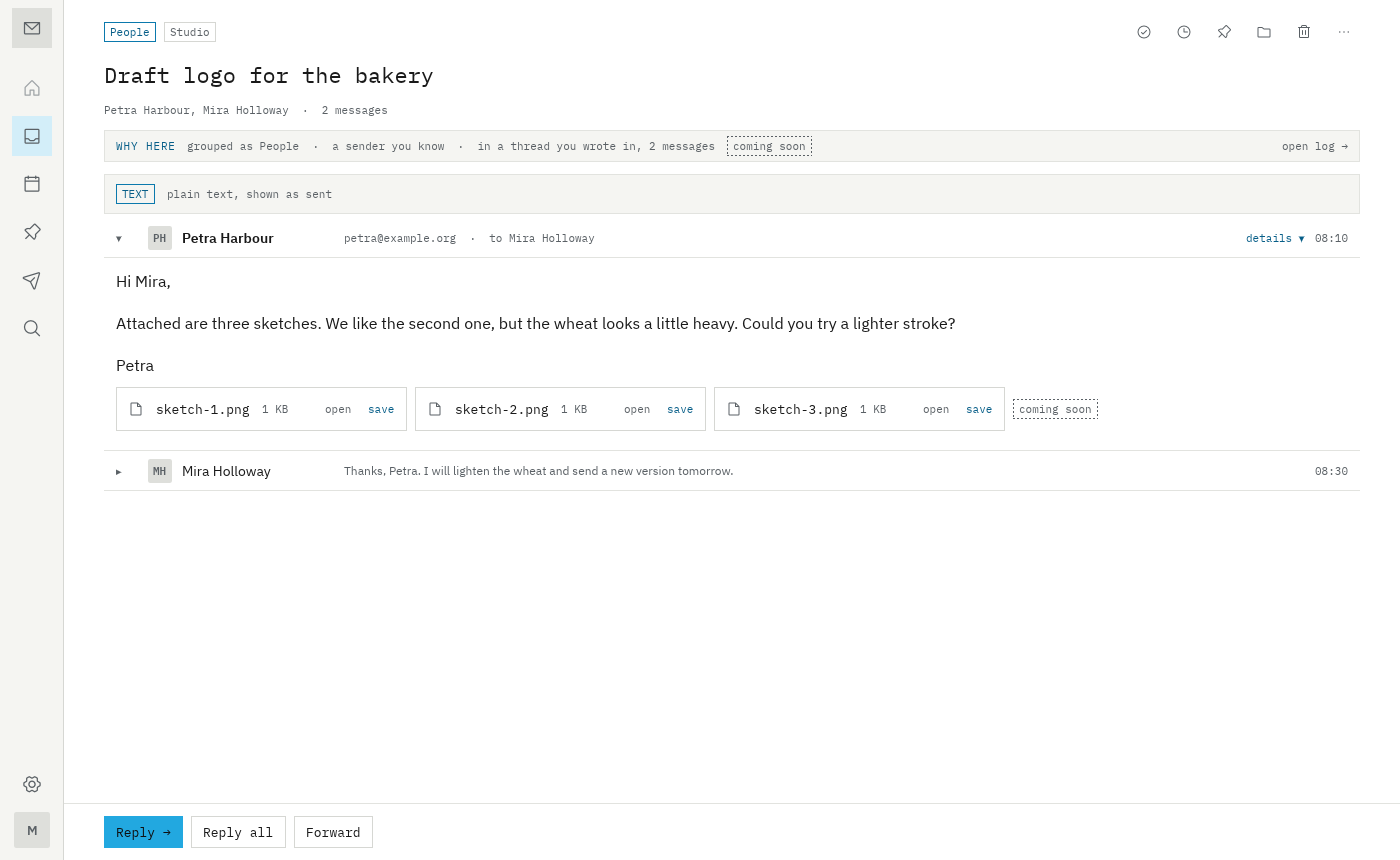 People Studio
Draft logo for the bakery
Petra Harbour, Mira Holloway · 2 messages
WHY HERE grouped as People · a sender you know · in a thread you wrote in, 2 messages coming soon open log →
TEXT plain text, shown as sent
▾ PH Petra Harbour petra@example.org · to Mira Holloway details ▾ 08:10
Hi Mira,
Attached are three sketches. We like the second one, but the wheat looks a little heavy. Could you try a lighter stroke?
Petra
sketch-1.png 1 KB open save sketch-2.png 1 KB open save sketch-3.png 1 KB open save coming soon
▸ MH Mira Holloway Thanks, Petra. I will lighten the wheat and send a new version tomorrow. 08:30
M
Reply → Reply all Forward